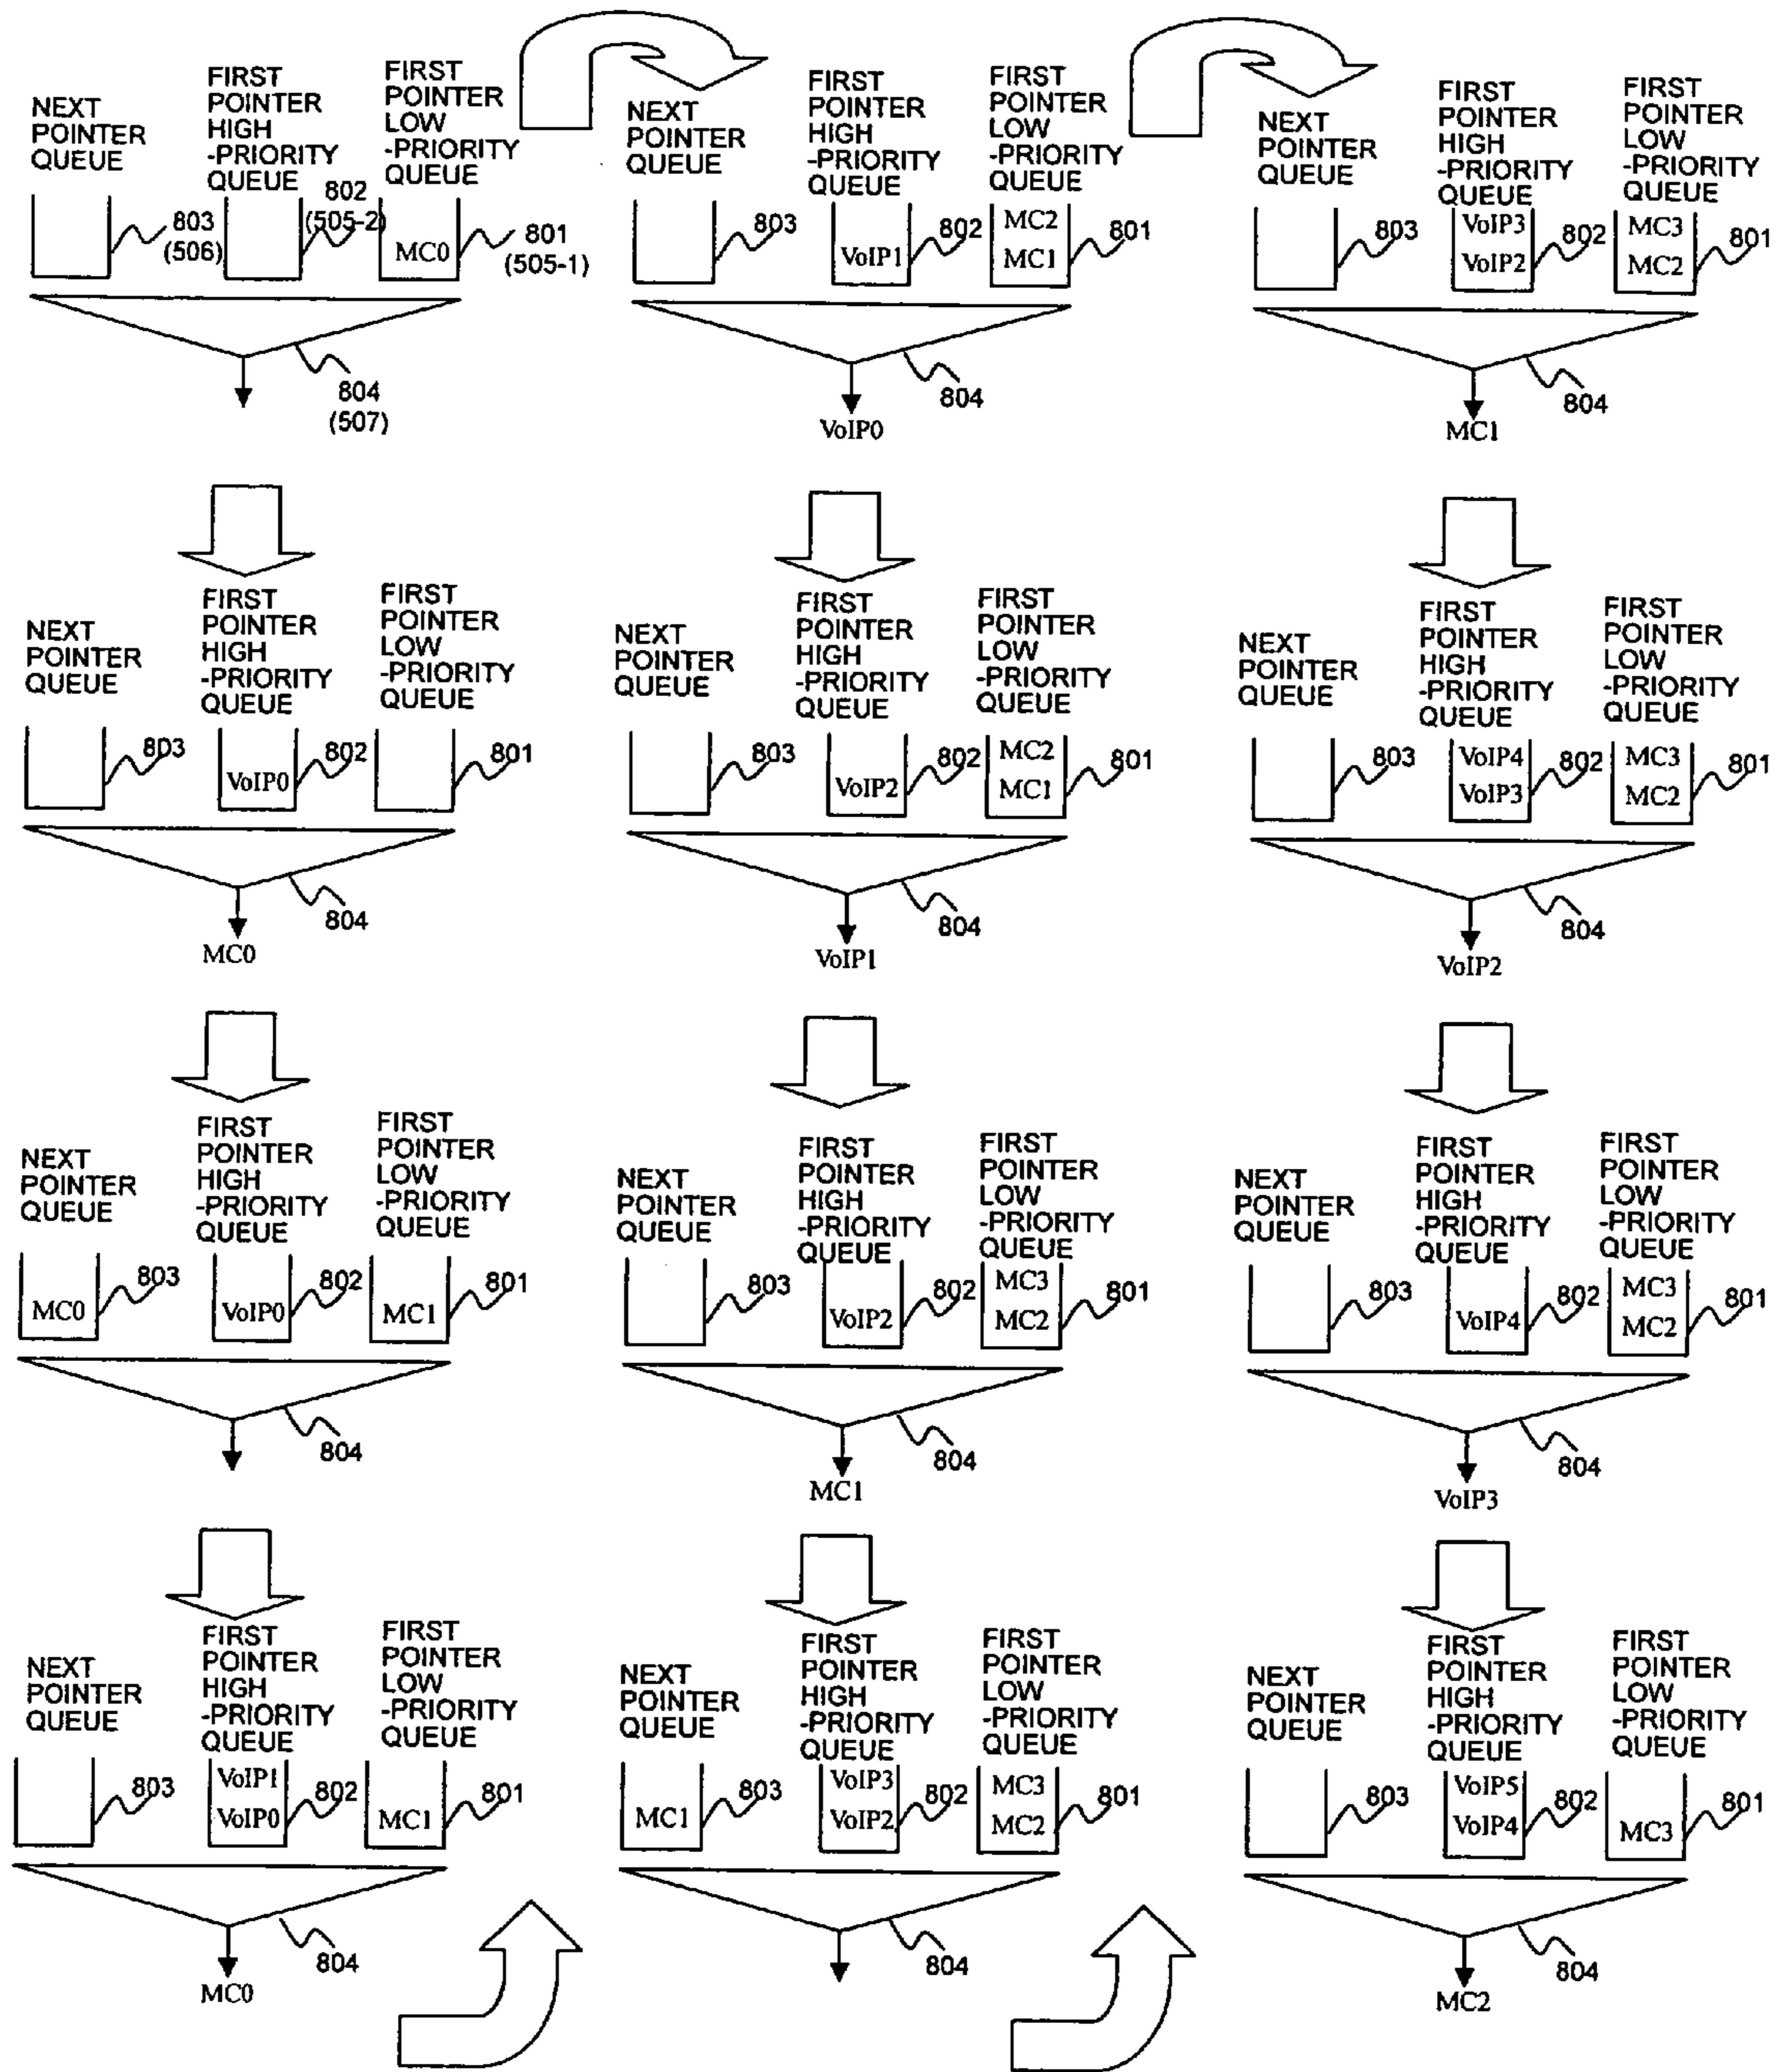 NEXT
POINTER
QUEUE
FIRST
POINTER
HIGH
-PRIORITY
QUEUE
FIRST
POINTER
LOW
-PRIORITY
QUEUE
803
(506)
802
(505-2)
MC0
801
(505-1)
804
(507)
NEXT
POINTER
QUEUE
FIRST
POINTER
HIGH
-PRIORITY
QUEUE
FIRST
POINTER
LOW
-PRIORITY
QUEUE
803
VoIP0
802
801
804
MC0
NEXT
POINTER
QUEUE
FIRST
POINTER
HIGH
-PRIORITY
QUEUE
FIRST
POINTER
LOW
-PRIORITY
QUEUE
MC0
803
VoIP0
802
MC1
801
804
NEXT
POINTER
QUEUE
FIRST
POINTER
HIGH
-PRIORITY
QUEUE
FIRST
POINTER
LOW
-PRIORITY
QUEUE
803
VoIP1
VoIP0
802
MC1
801
804
MC0
NEXT
POINTER
QUEUE
FIRST
POINTER
HIGH
-PRIORITY
QUEUE
FIRST
POINTER
LOW
-PRIORITY
QUEUE
803
VoIP1
802
MC2
MC1
801
804
VoIP0
NEXT
POINTER
QUEUE
FIRST
POINTER
HIGH
-PRIORITY
QUEUE
FIRST
POINTER
LOW
-PRIORITY
QUEUE
803
VoIP2
802
MC2
MC1
801
804
VoIP1
NEXT
POINTER
QUEUE
FIRST
POINTER
HIGH
-PRIORITY
QUEUE
FIRST
POINTER
LOW
-PRIORITY
QUEUE
803
VoIP2
802
MC3
MC2
801
804
MC1
NEXT
POINTER
QUEUE
FIRST
POINTER
HIGH
-PRIORITY
QUEUE
FIRST
POINTER
LOW
-PRIORITY
QUEUE
MC1
803
VoIP3
VoIP2
802
MC3
MC2
801
804
NEXT
POINTER
QUEUE
FIRST
POINTER
HIGH
-PRIORITY
QUEUE
FIRST
POINTER
LOW
-PRIORITY
QUEUE
803
VoIP3
VoIP2
802
MC3
MC2
801
804
MC1
NEXT
POINTER
QUEUE
FIRST
POINTER
HIGH
-PRIORITY
QUEUE
FIRST
POINTER
LOW
-PRIORITY
QUEUE
803
VoIP4
VoIP3
802
MC3
MC2
801
804
VoIP2
NEXT
POINTER
QUEUE
FIRST
POINTER
HIGH
-PRIORITY
QUEUE
FIRST
POINTER
LOW
-PRIORITY
QUEUE
803
VoIP4
802
MC3
MC2
801
804
VoIP3
NEXT
POINTER
QUEUE
FIRST
POINTER
HIGH
-PRIORITY
QUEUE
FIRST
POINTER
LOW
-PRIORITY
QUEUE
803
VoIP5
VoIP4
802
MC3
801
804
MC2